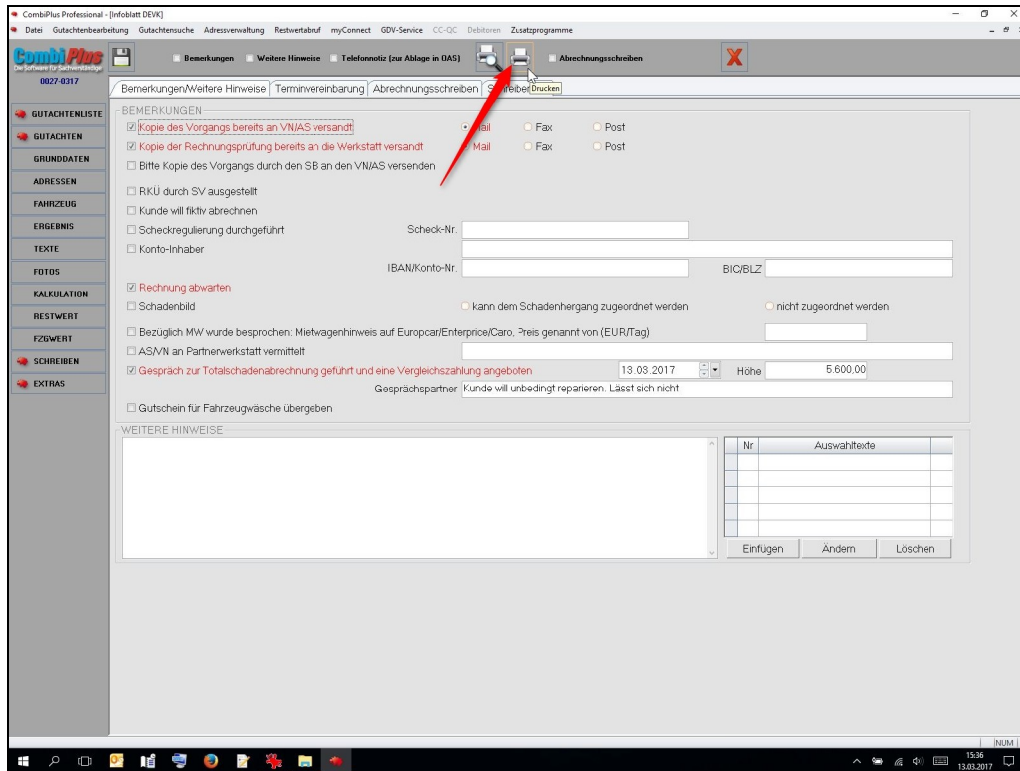 CombiPlus Professional - [Infoblatt DEVK]
Datei Gutachtenbearbeitung Gutachtensuche Adressverwaltung Restwertabruf myConnect GDV-Service CC-QC Debitoren Zusatzprogramme
CombiPlus
Die Software für Sachverständige
Bemerkungen Weitere Hinweise Telefonnotiz (zur Ablage in OAS) Abrechnungsschreiben
0027-0317
Drucken
Bemerkungen/Weitere Hinweise Terminvereinbarung Abrechnungsschreiben
GUTACHTENLISTE
GUTACHTEN
GRUNDDATEN
ADRESSEN
FAHRZEUG
ERGEBNIS
TEXTE
FOTOS
KALKULATION
RESTWERT
FZGWERT
SCHREIBEN
EXTRAS
BEMERKUNGEN
Kopie des Vorgangs bereits an VN/AS versandt Mail Fax Post
Kopie der Rechnungsprüfung bereits an die Werkstatt versandt Mail Fax Post
Bitte Kopie des Vorgangs durch den SB an den VN/AS versenden
RKÜ durch SV ausgestellt
Kunde will fiktiv abrechnen
Scheckregulierung durchgeführt Scheck-Nr.
Konto-Inhaber
IBAN/Konto-Nr. BIC/BLZ
Rechnung abwarten
Schadenbild kann dem Schadenhergang zugeordnet werden nicht zugeordnet werden
Bezüglich MW wurde besprochen: Mietwagenhinweis auf Europcar/Enterprice/Caro, Preis genannt von (EUR/Tag)
AS/VN an Partnerwerkstatt vermittelt
Gespräch zur Totalschadenabrechnung geführt und eine Vergleichszahlung angeboten 13.03.2017 Höhe 5.600,00
Gesprächspartner Kunde will unbedingt reparieren. Lässt sich nicht
Gutschein für Fahrzeugwäsche übergeben
WEITERE HINWEISE
Nr Auswahltexte
Einfügen Ändern Löschen
NUM
15:36
13.03.2017